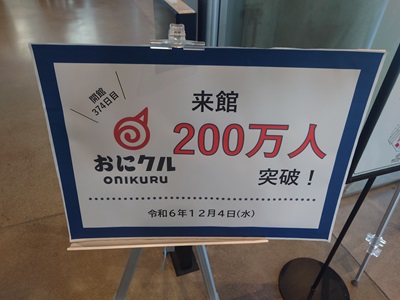 開館
374日目
来館
200万人
突破！
おにクル
ONIKURU
令和6年12月4日(水)